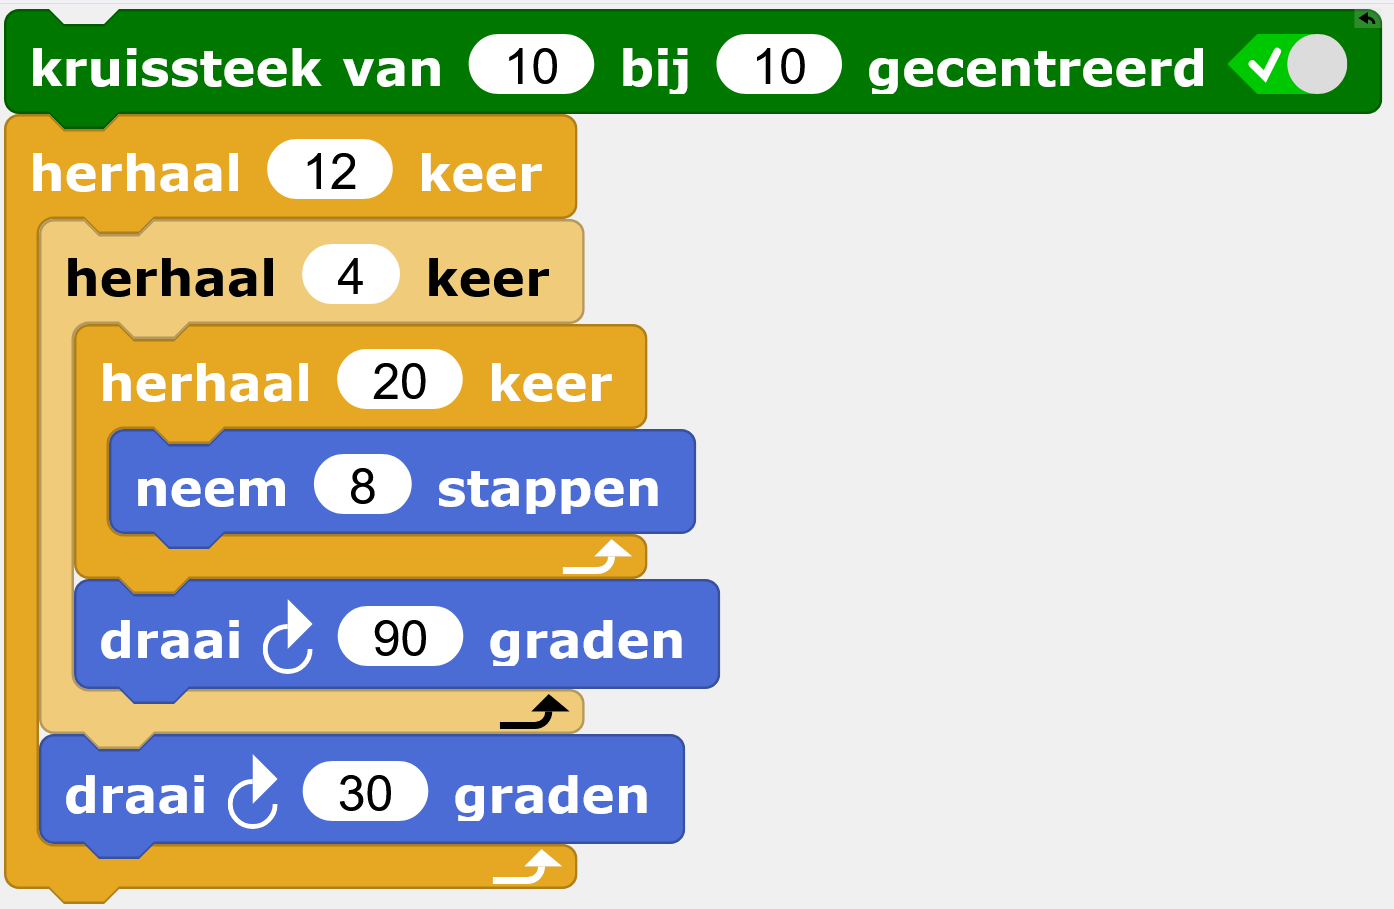 kruissteek van 10 bij 10 gecentreerd
herhaal 12 keer
herhaal 4 keer
herhaal 20 keer
neem 8 stappen
draai 90 graden
draai 30 graden